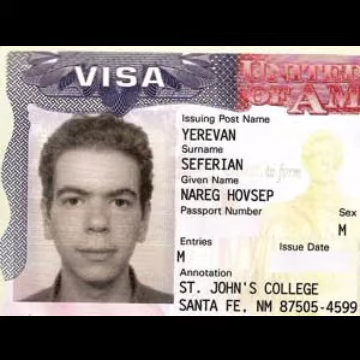 VISA
UNITED
OF AM
Issuing Post Name
YEREVAN
Surname
SEFERIAN
Given Name
NAREG HOVSEP
Passport Number
Sex
M
Entries
M
Issue Date
M
Annotation
ST. JOHN'S COLLEGE
SANTA FE, NM 87505-4599